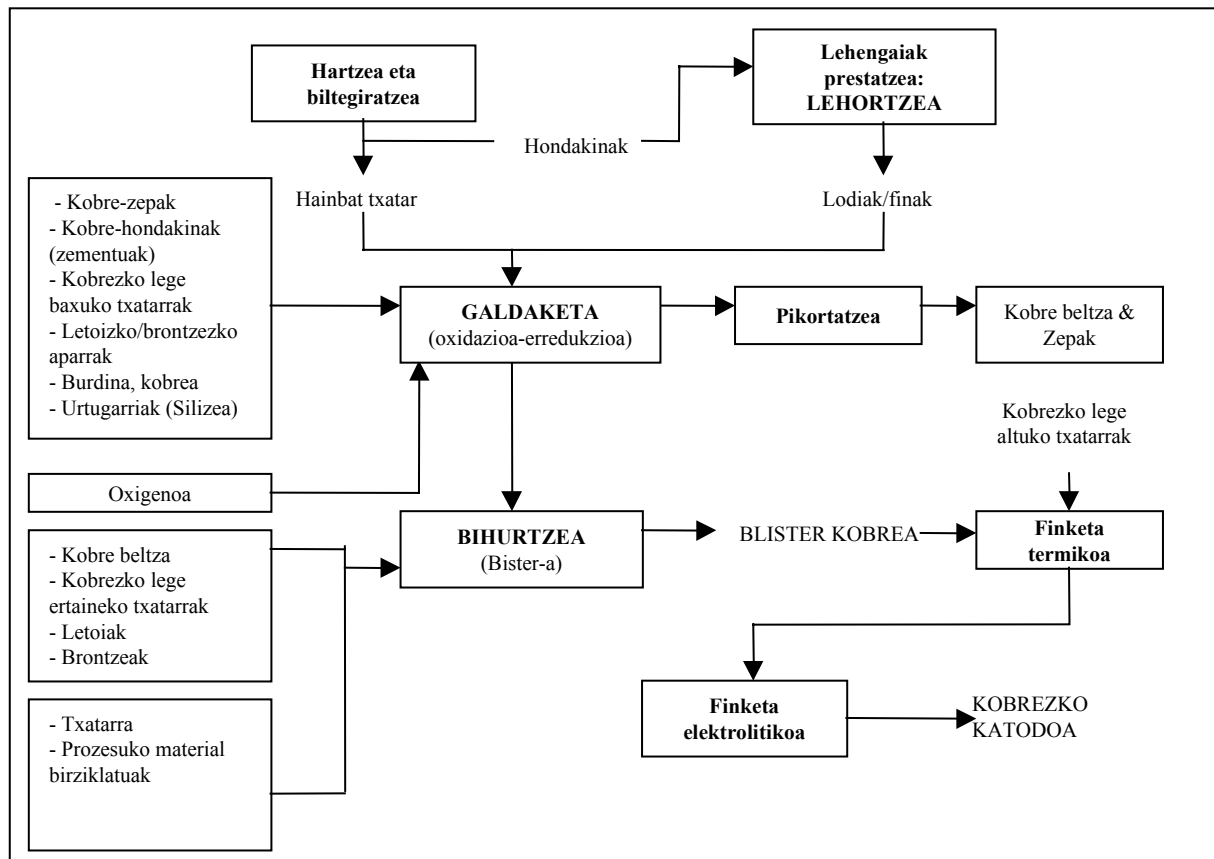 Hartzea eta
biltegiratzea
Lehengaiak
prestatzea:
LEHORTZEA
Hondakinak
Hainbat txatar
Lodiak/finak
- Kobre-zepak
- Kobre-hondakinak
(zementuak)
- Kobrezko lege
baxuko txatarrak
- Letoizko/brontzezko
aparrak
- Burdina, kobrea
- Urtugarriak (Silizea)
GALDAKETA
(oxidazioa-erredukzioa)
Pikortatzea
Kobre beltza &
Zepak
Kobrezko lege
altuko txatarrak
Oxigenoa
BIHURTZEA
(Bister-a)
BLISTER KOBREA
Finketa
termikoa
- Kobre beltza
- Kobrezko lege
ertaineko txatarrak
- Letoiak
- Brontzeak
Finketa
elektrolitikoa
KOBREZKO
KATODOA
- Txatarra
- Prozesuko material
birziklatuak